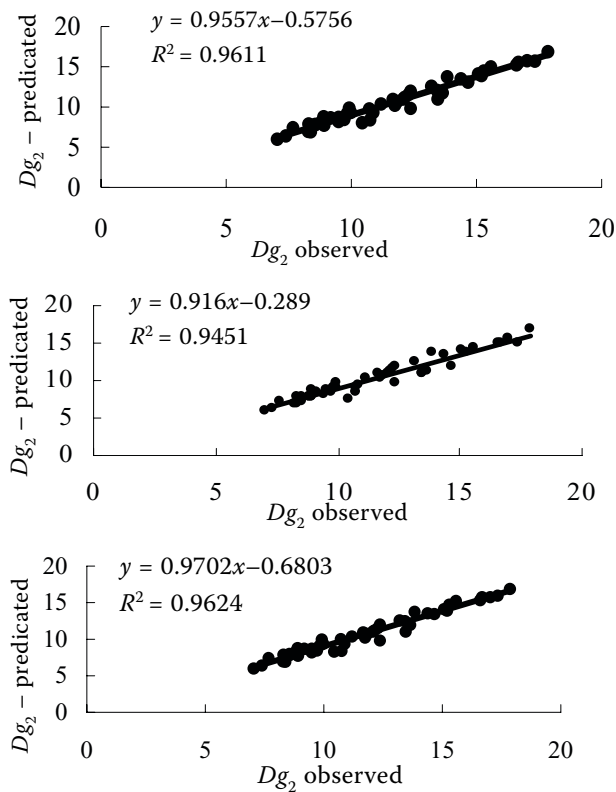 y = 0.9557x–0.5756
R² = 0.9611
Dg₂ – predicated
20
15
10
5
0
0 5 10 15 20
Dg₂ observed
y = 0.916x–0.289
R² = 0.9451
Dg₂ – predicated
20
15
10
5
0
0 5 10 15 20
Dg₂ observed
y = 0.9702x–0.6803
R² = 0.9624
Dg₂ – predicated
20
15
10
5
0
0 5 10 15 20
Dg₂ observed